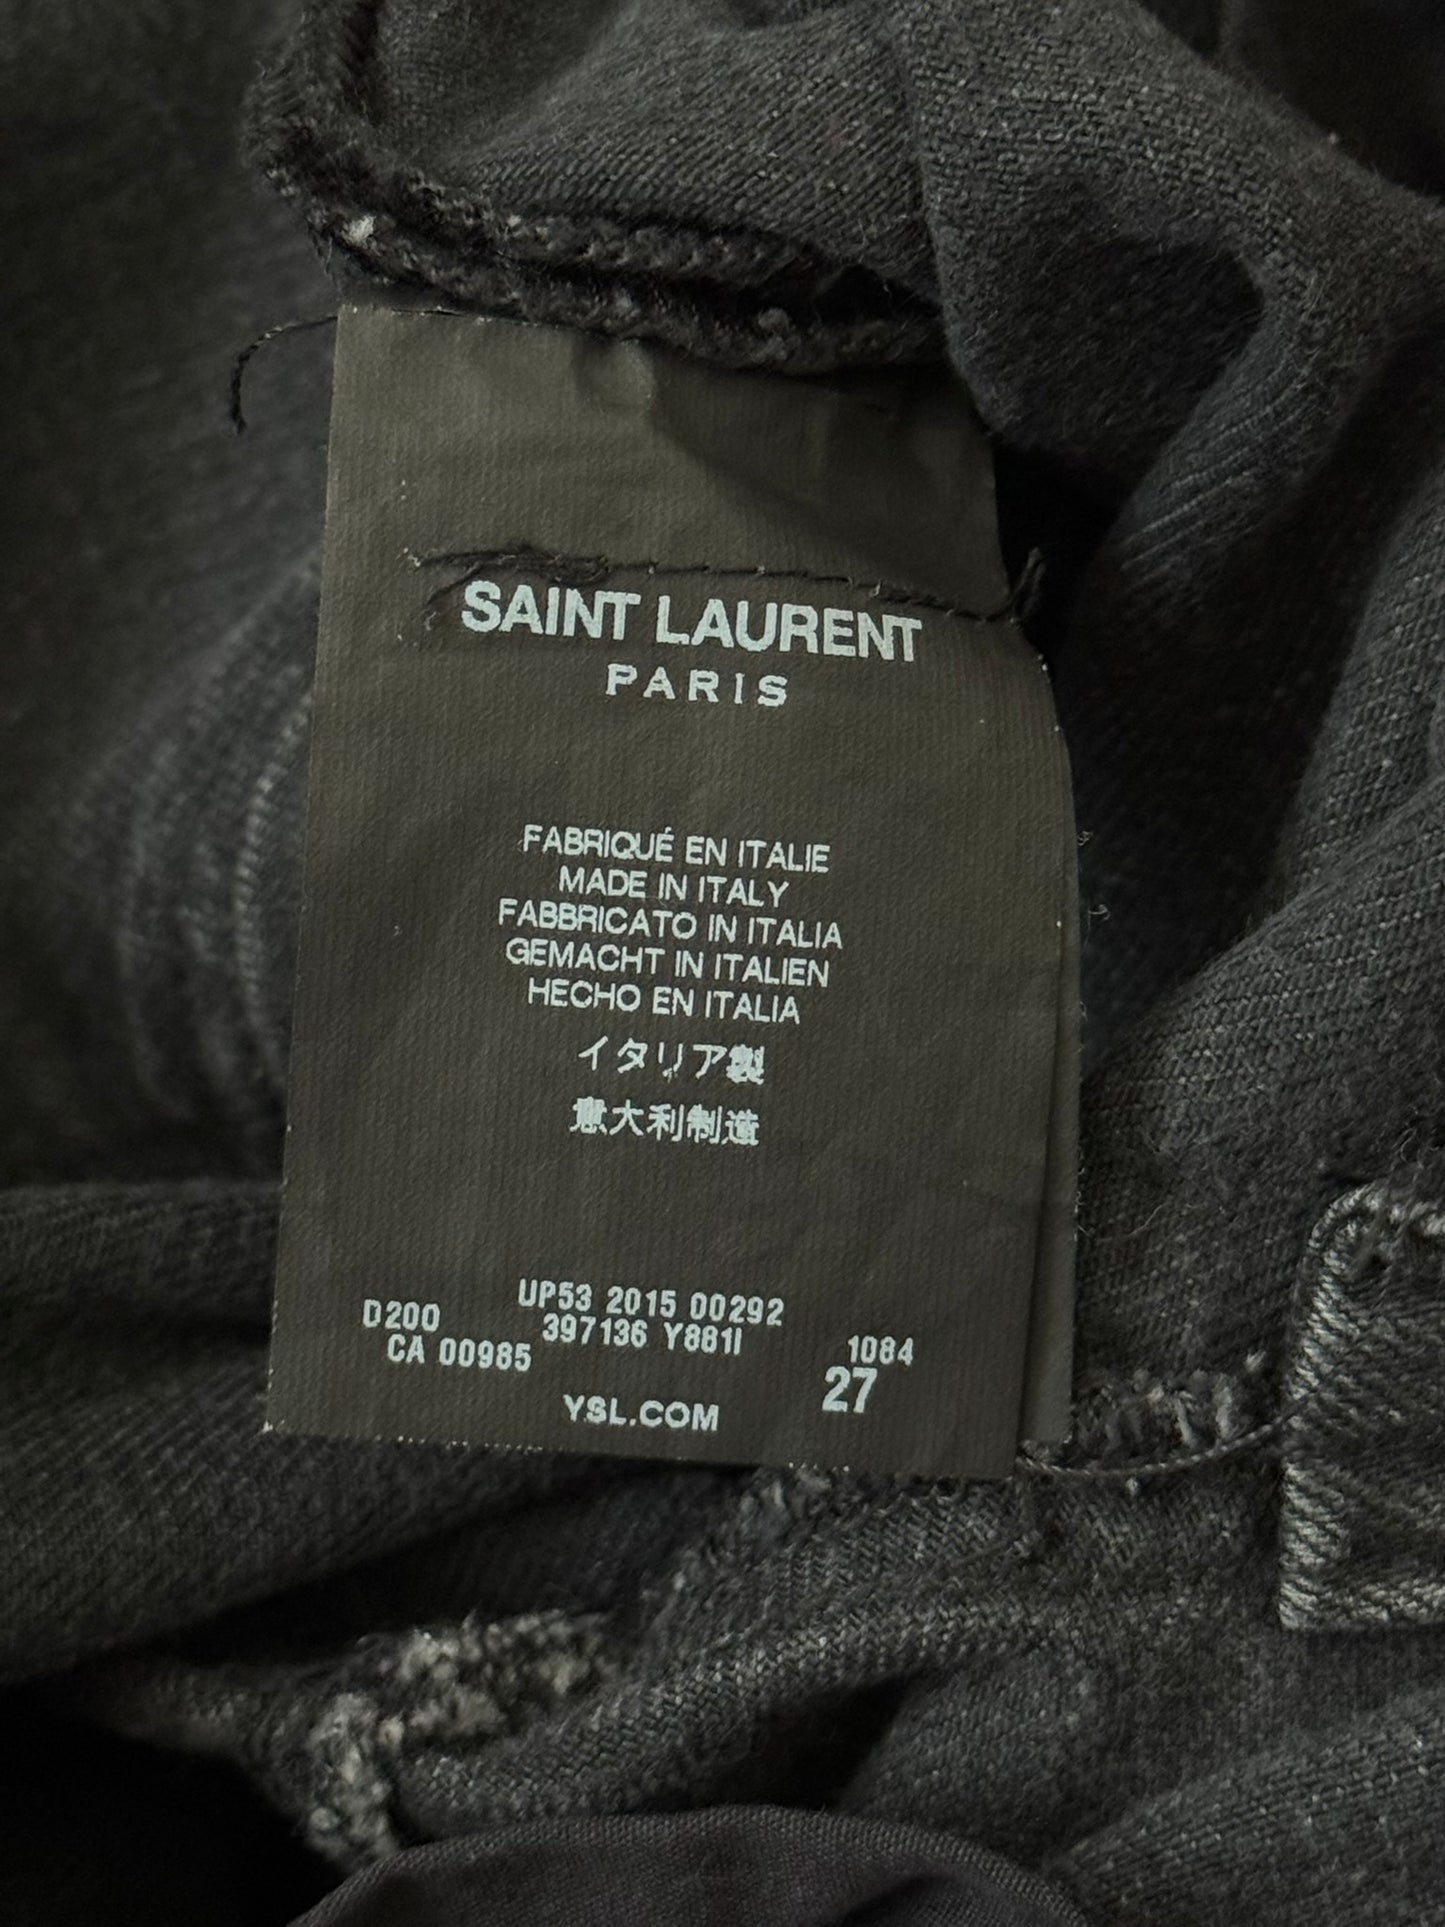 SAINT LAURENT
PARIS
FABRIQUÉ EN ITALIE
MADE IN ITALY
FABBRICATO IN ITALIA
GEMACHT IN ITALIEN
HECHO EN ITALIA
イタリア製
意大利制造
UP53 2015 00292
D200 397136 Y881I 1084
CA 00985 27
YSL.COM